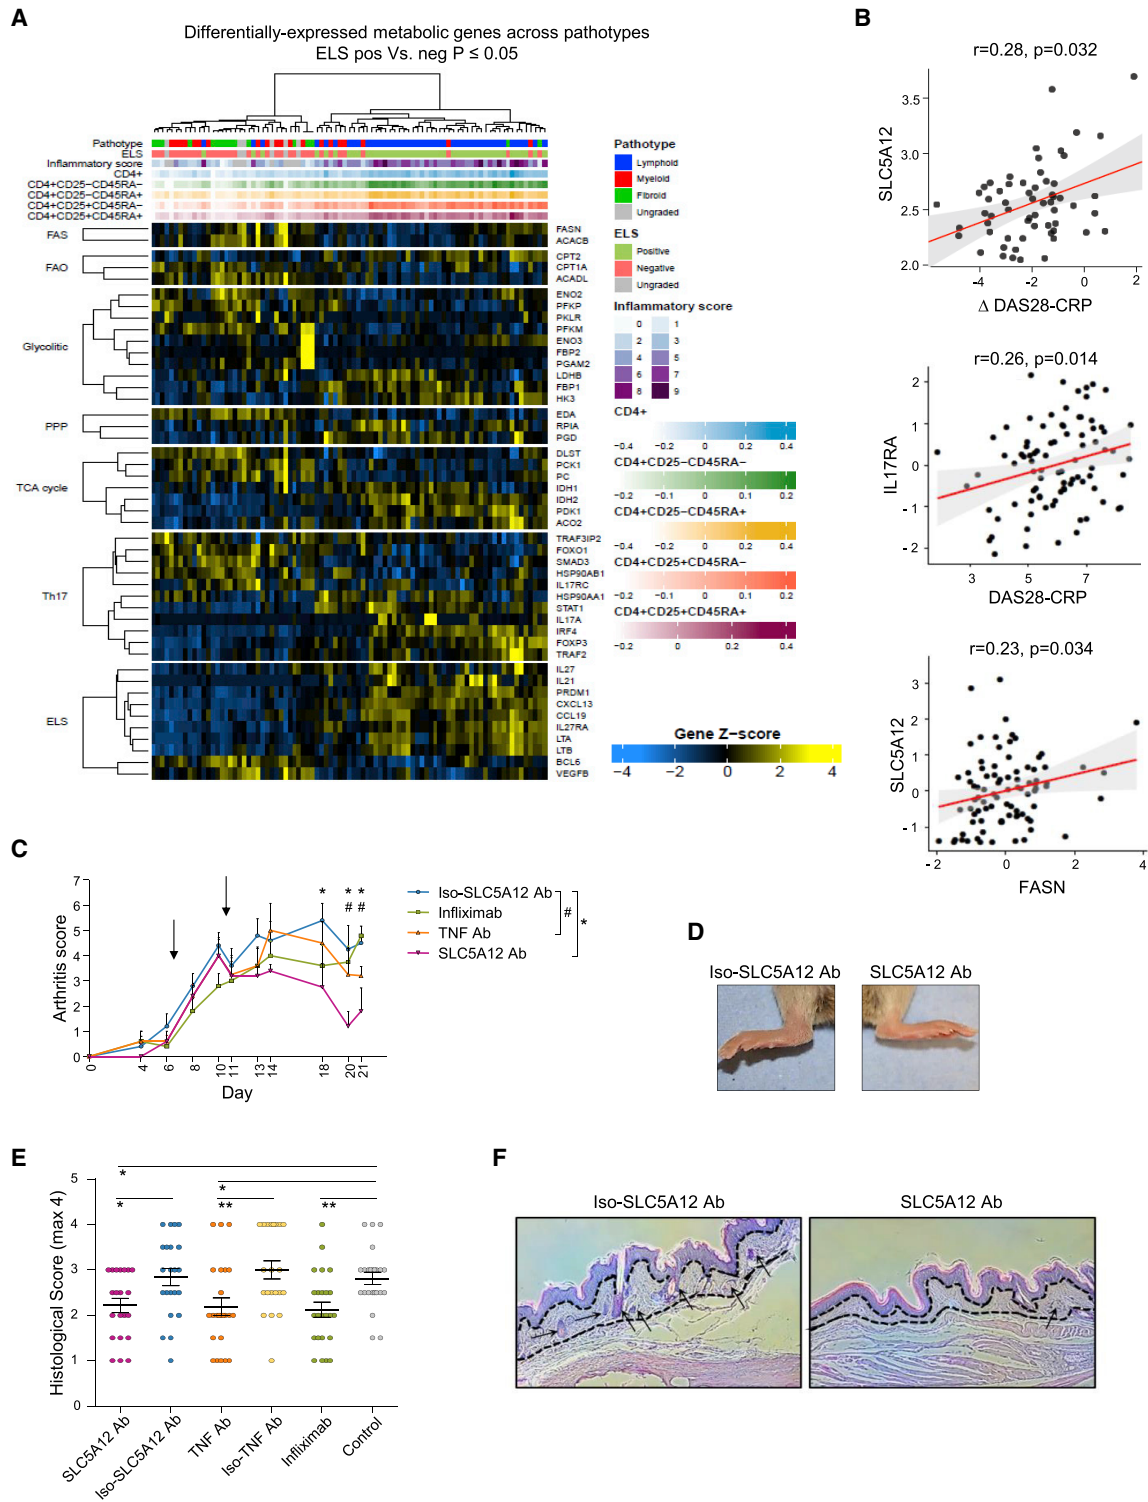 A
Differentially-expressed metabolic genes across pathotypes
ELS pos Vs. neg P ≤ 0.05
Pathotype
ELS
Inflammatory score
CD4+
CD4+CD25−CD45RA−
CD4+CD25−CD45RA+
CD4+CD25+CD45RA−
CD4+CD25+CD45RA+
FAS
FASN
ACACB
FAO
CPT2
CPT1A
ACADL
Glycolitic
ENO2
PFKP
PKLR
PFKM
ENO3
FBP2
PGAM2
LDHB
FBP1
HK3
PPP
EDA
RPIA
PGD
TCA cycle
DLST
PCK1
PC
IDH1
IDH2
PDK1
ACO2
Th17
TRAF3IP2
FOXO1
SMAD3
HSP90AB1
IL17RC
HSP90AA1
STAT1
IL17A
IRF4
FOXP3
TRAF2
ELS
IL27
IL21
PRDM1
CXCL13
CCL19
IL27RA
LTA
LTB
BCL6
VEGFB
Pathotype
Lymphoid
Myeloid
Fibroid
Ungraded
ELS
Positive
Negative
Ungraded
Inflammatory score
0 1
2 3
4 5
6 7
8 9
CD4+
−0.4 −0.2 0 0.2 0.4
CD4+CD25−CD45RA−
−0.2 −0.1 0 0.1 0.2
CD4+CD25−CD45RA+
−0.4 −0.2 0 0.2 0.4
CD4+CD25+CD45RA−
−0.2 −0.1 0 0.1 0.2
CD4+CD25+CD45RA+
−0.4 −0.2 0 0.2 0.4
Gene Z−score
−4 −2 0 2 4
B
r=0.28, p=0.032
SLC5A12
3.5
3.0
2.5
2.0
-4 -2 0 2
Δ DAS28-CRP
r=0.26, p=0.014
IL17RA
2
1
0
- 1
- 2
3 5 7
DAS28-CRP
r=0.23, p=0.034
SLC5A12
3
2
1
0
- 1
- 2 0 2 4
FASN
C
Arthritis score
7
6
5
4
3
2
1
0
* * *
# #
0 4 6 8 10 11 13 14 18 20 21
Day
Iso-SLC5A12 Ab
Infliximab
TNF Ab
SLC5A12 Ab
# *
D
Iso-SLC5A12 Ab SLC5A12 Ab
E
Histological Score (max 4)
5
4
3
2
1
0
*
*
* ** **
SLC5A12 Ab
Iso-SLC5A12 Ab
TNF Ab
Iso-TNF Ab
Infliximab
Control
F
Iso-SLC5A12 Ab SLC5A12 Ab